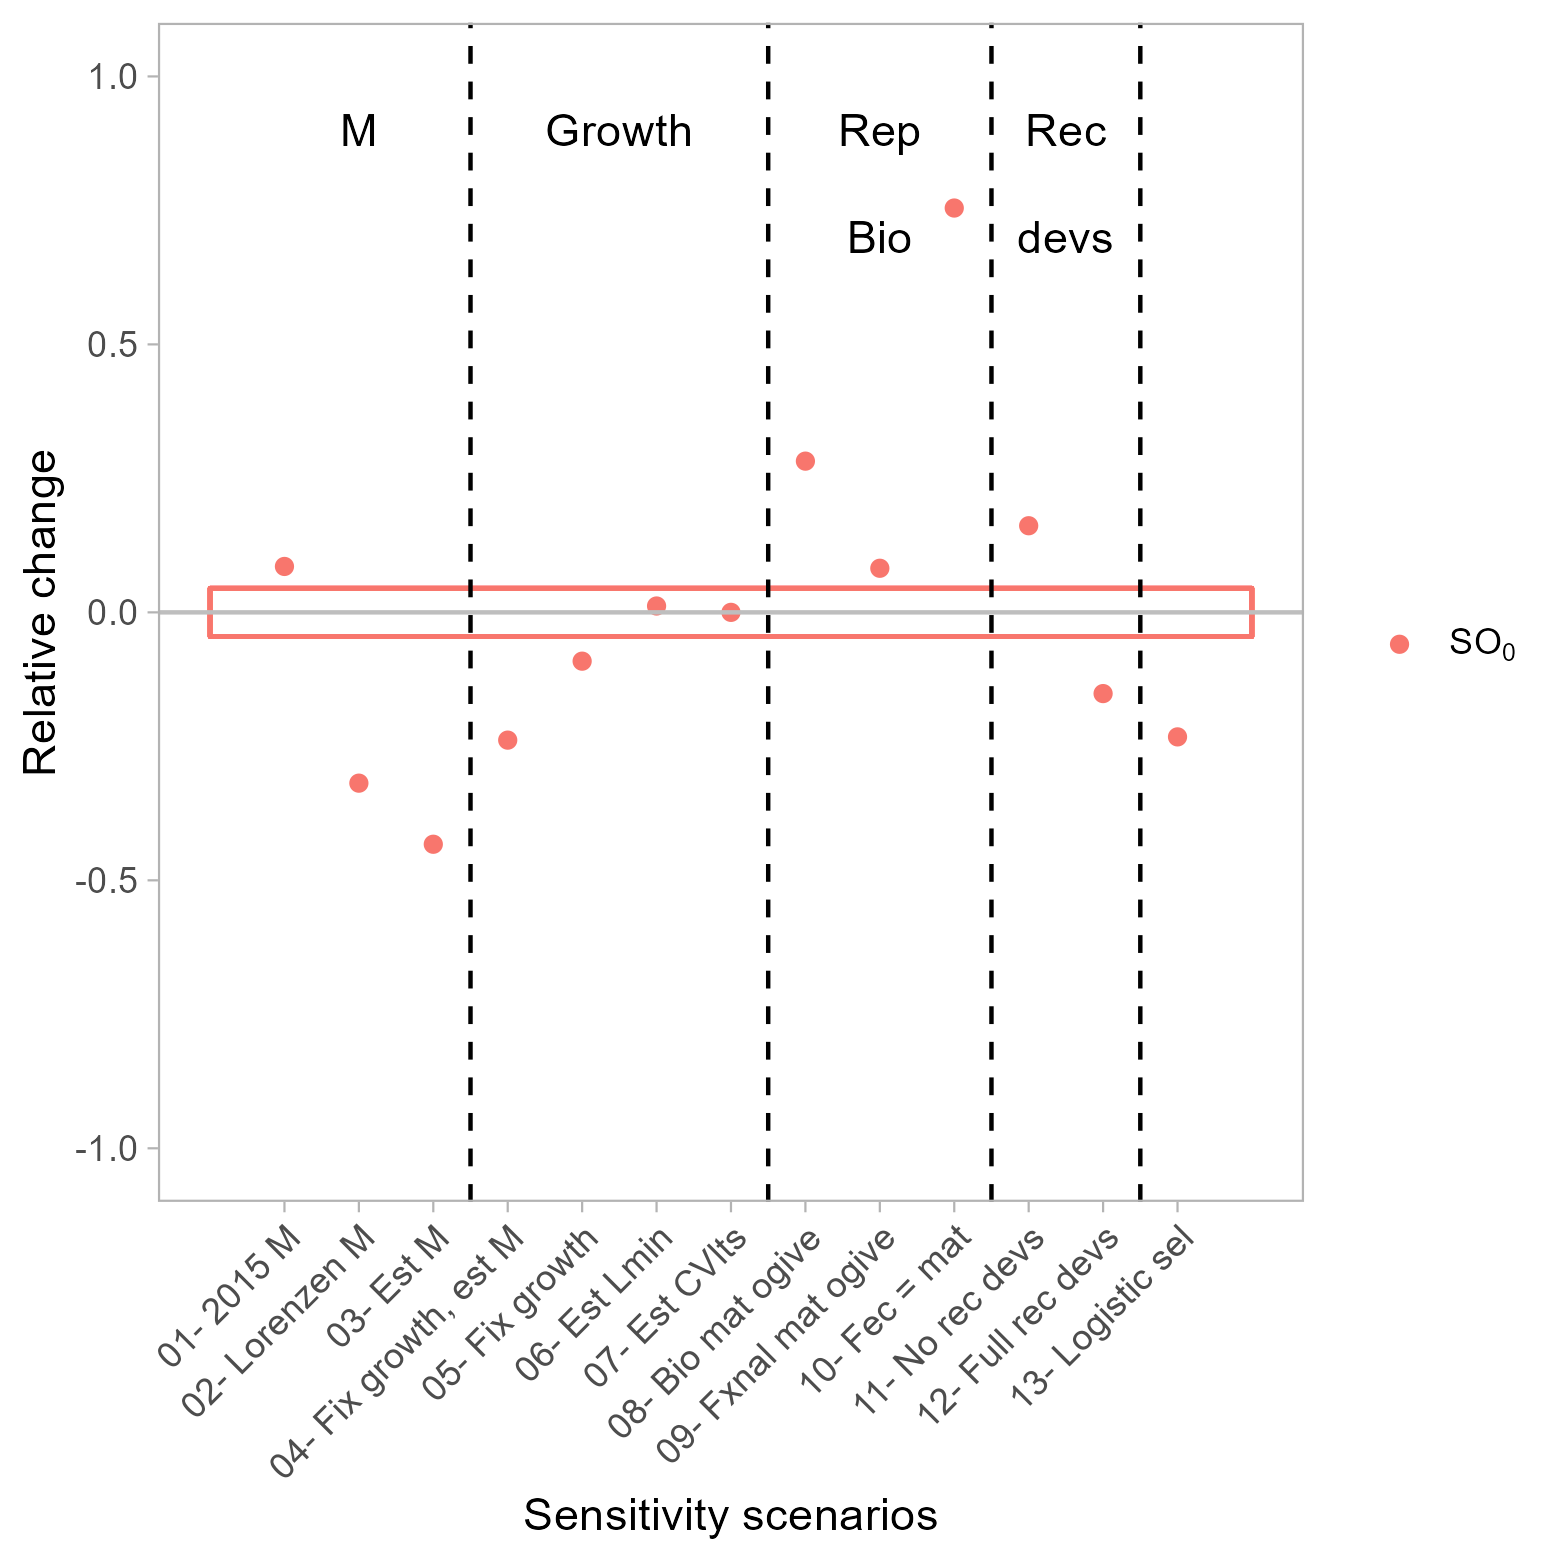 M
Growth
Rep
Bio
Rec
devs
1.0
0.5
0.0
-0.5
-1.0
Relative change
SO₀
01- 2015 M
02- Lorenzen M
03- Est M
04- Fix growth, est M
05- Fix growth
06- Est Lmin
07- Est CVlts
08- Bio mat ogive
09- Fxnal mat ogive
10- Fec = mat
11- No rec devs
12- Full rec devs
13- Logistic sel
Sensitivity scenarios